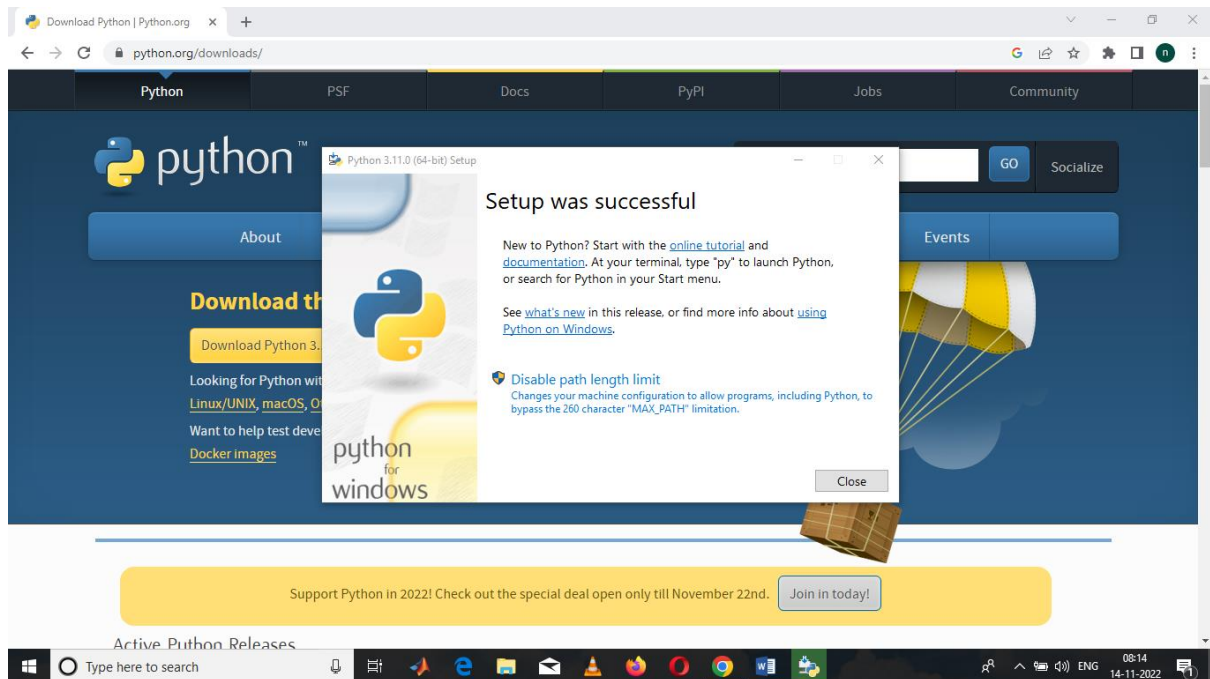 Download Python | Python.org
python.org/downloads/
G
n
Python PSF Docs PyPI Jobs Community
python™
GO Socialize
About Events
Python 3.11.0 (64-bit) Setup
Setup was successful
New to Python? Start with the online tutorial and
documentation. At your terminal, type "py" to launch Python,
or search for Python in your Start menu.
See what's new in this release, or find more info about using
Python on Windows.
Disable path length limit
Changes your machine configuration to allow programs, including Python, to
bypass the 260 character "MAX_PATH" limitation.
python
for
windows
Close
Download th
Download Python 3.
Looking for Python wit
Linux/UNIX, macOS, O
Want to help test deve
Docker images
Support Python in 2022! Check out the special deal open only till November 22nd. Join in today!
Active Python Releases
Type here to search
ENG
08:14
14-11-2022
1